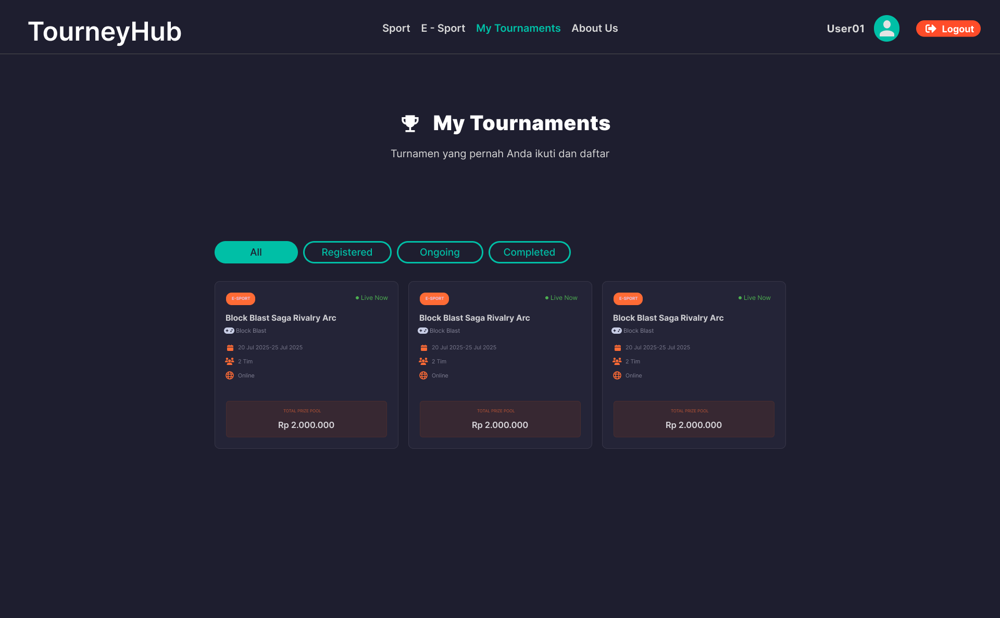 TourneyHub
Sport E - Sport My Tournaments About Us
User01
Logout
My Tournaments
Turnamen yang pernah Anda ikuti dan daftar
All Registered Ongoing Completed
E-SPORT
Live Now
Block Blast Saga Rivalry Arc
Block Blast
20 Jul 2025-25 Jul 2025
2 Tim
Online
TOTAL PRIZE POOL
Rp 2.000.000
E-SPORT
Live Now
Block Blast Saga Rivalry Arc
Block Blast
20 Jul 2025-25 Jul 2025
2 Tim
Online
TOTAL PRIZE POOL
Rp 2.000.000
E-SPORT
Live Now
Block Blast Saga Rivalry Arc
Block Blast
20 Jul 2025-25 Jul 2025
2 Tim
Online
TOTAL PRIZE POOL
Rp 2.000.000